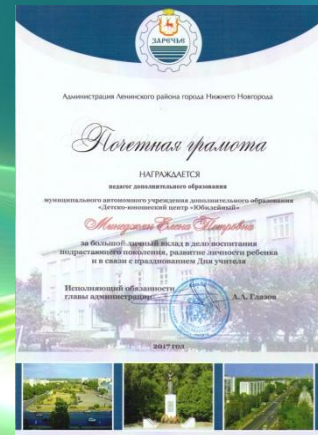 ЗАРЕЧЬЕ
Администрация Ленинского района города Нижнего Новгорода
Почетная грамота
НАГРАЖДАЕТСЯ
педагог дополнительного образования
муниципального автономного учреждения дополнительного образования
«Детско-юношеский центр «Юбилейный»
Елена Петровна
за большой личный вклад в дело воспитания
подрастающего поколения, развитие личности ребенка
и в связи с празднованием Дня учителя
Исполняющий обязанности
главы администрации А.А. Глазов
2017 год